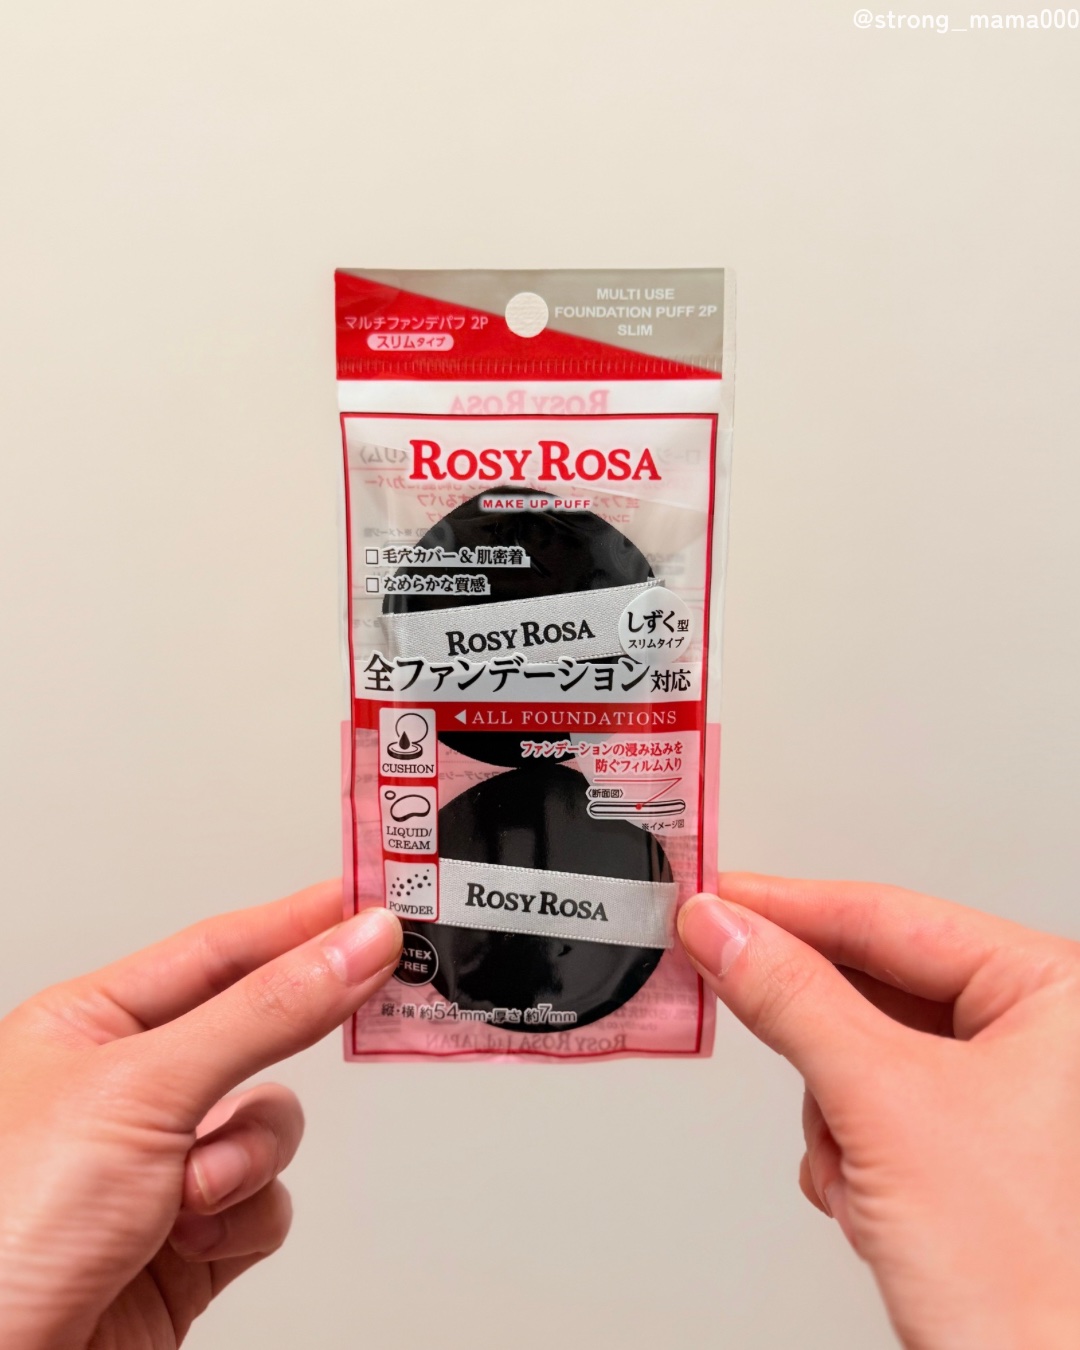 @strong_mama000
マルチファンデパフ 2P
スリムタイプ
MULTI USE
FOUNDATION PUFF 2P
SLIM
ROSY ROSA
MAKE UP PUFF
□毛穴カバー&肌密着
□なめらかな質感
ROSY ROSA
しずく型
スリムタイプ
全ファンデーション対応
◀ALL FOUNDATIONS
CUSHION
ファンデーションの浸み込みを
防ぐフィルム入り
〈断面図〉
※イメージ図
LIQUID/
CREAM
POWDER
ROSY ROSA
FREE
縦・横 約54mm・厚さ 約7mm